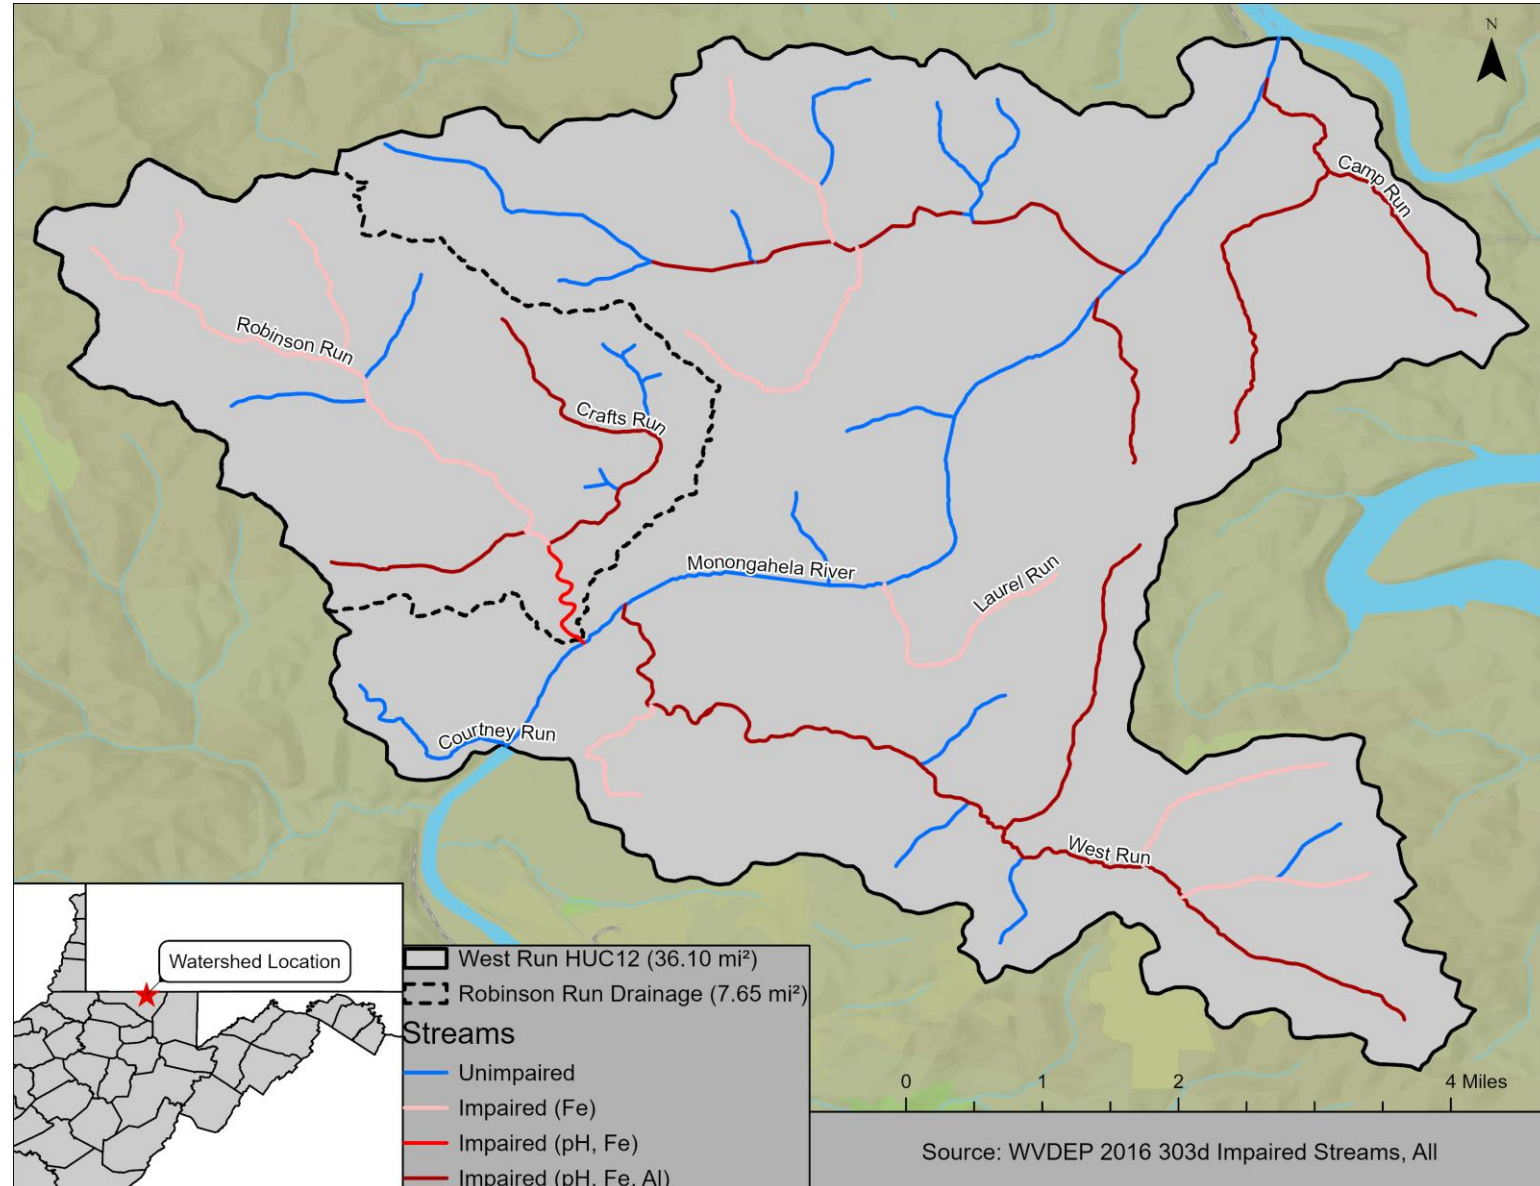 N
Camp Run
Robinson Run
Crafts Run
Monongahela River
Laurel Run
Courtney Run
West Run
Watershed Location
West Run HUC12 (36.10 mi²)
Robinson Run Drainage (7.65 mi²)
Streams
Unimpaired
Impaired (Fe)
Impaired (pH, Fe)
Impaired (pH, Fe, Al)
0 1 2 4 Miles
Source: WVDEP 2016 303d Impaired Streams, All